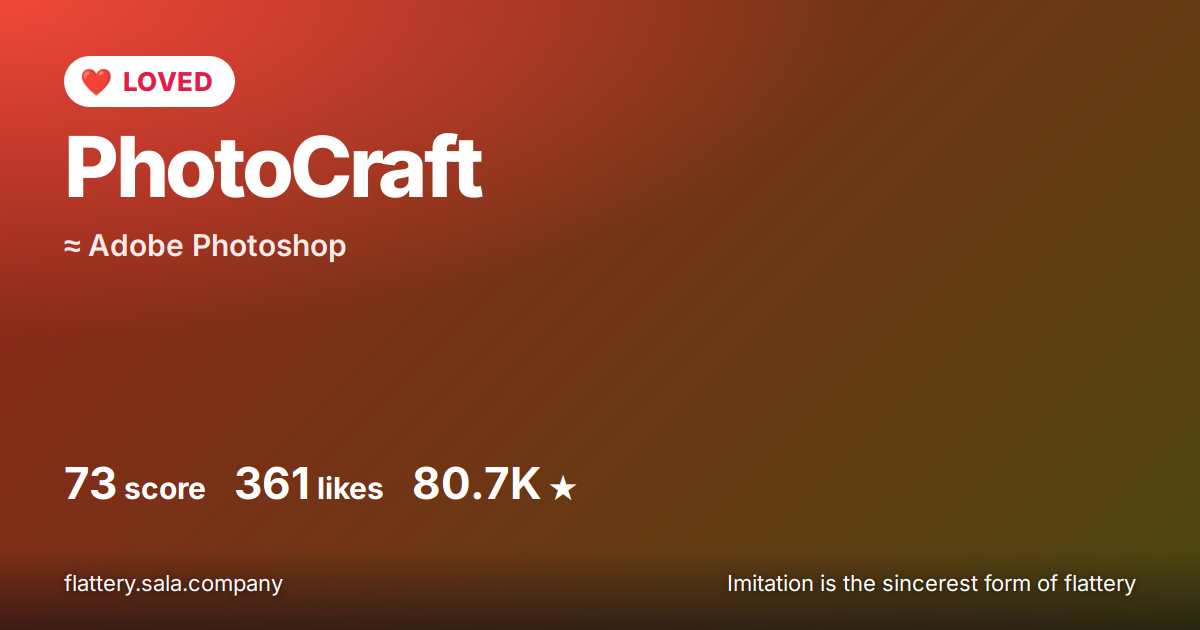 ❤️ LOVED
PhotoCraft
≈ Adobe Photoshop
73 score 361 likes 80.7K ★
flattery.sala.company
Imitation is the sincerest form of flattery